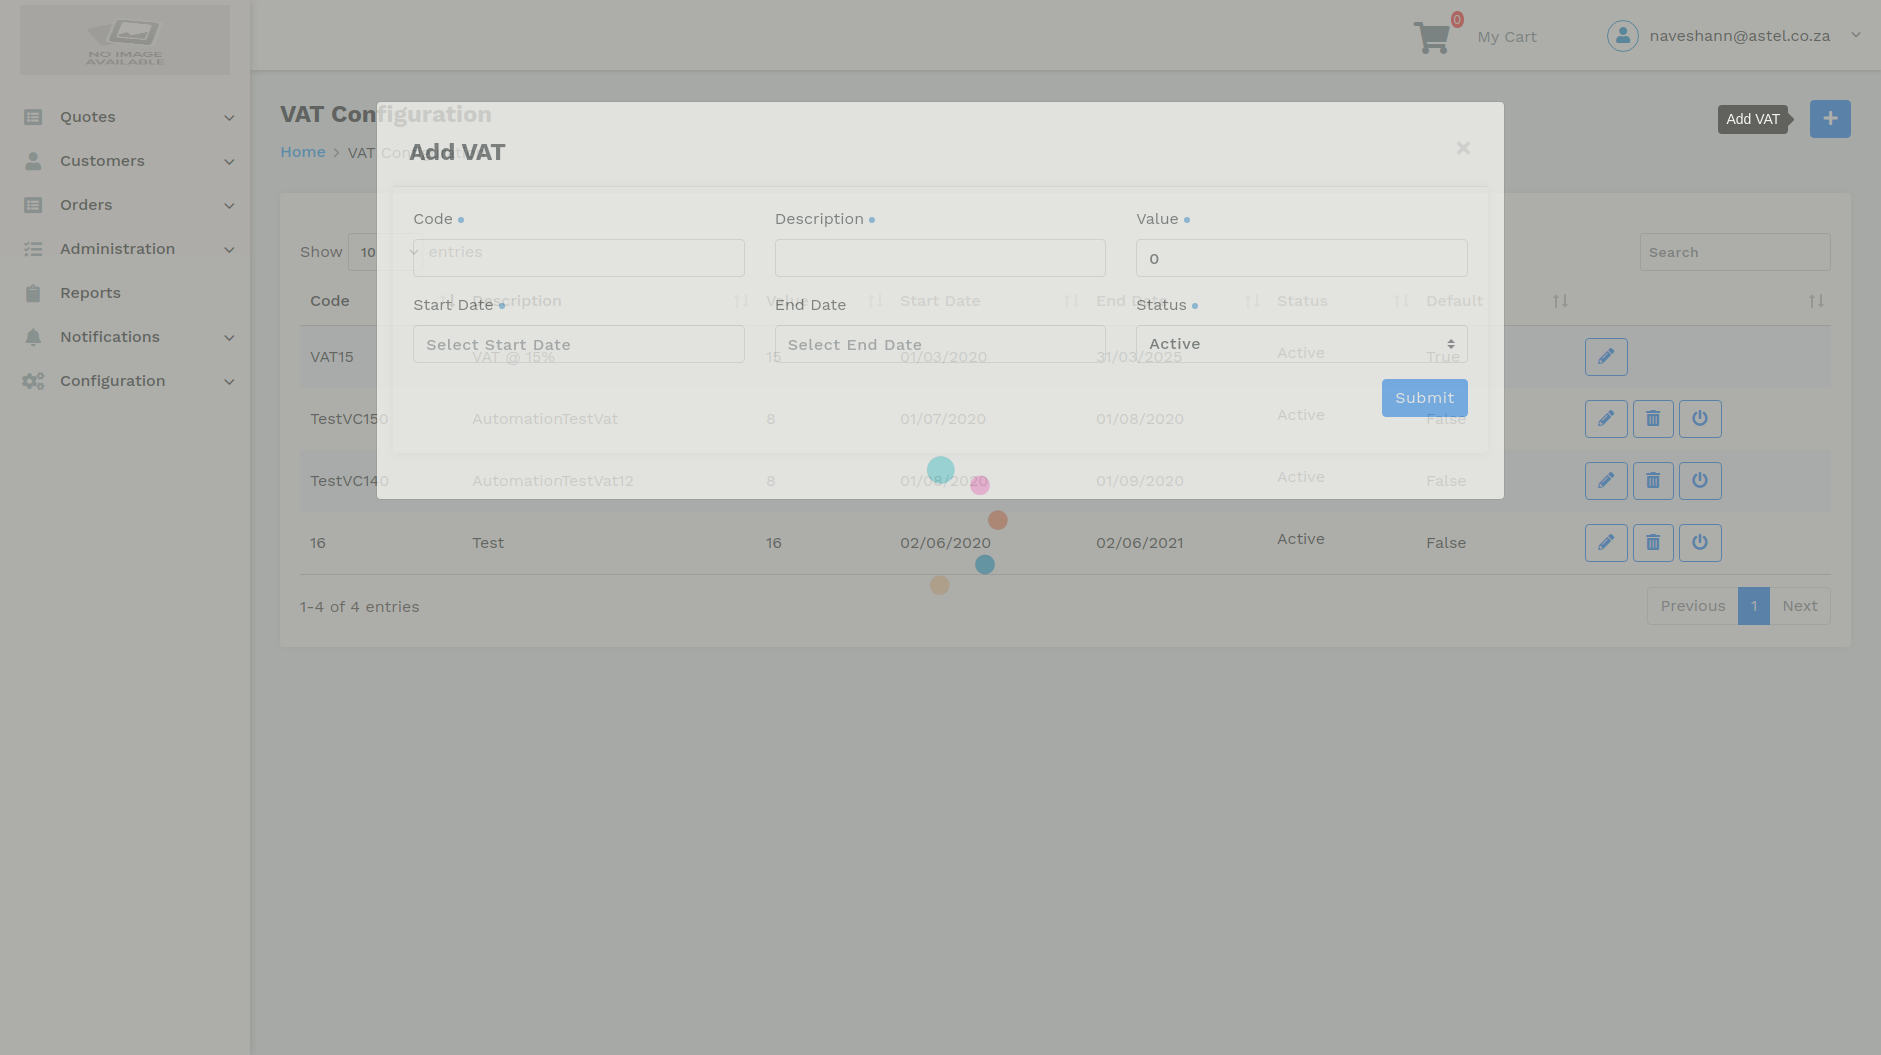 NO IMAGE
AVAILABLE
0
My Cart
naveshann@astel.co.za
Quotes
Customers
Orders
Administration
Reports
Notifications
Configuration
VAT Configuration
Home > VAT Configuration
Add VAT
Add VAT
×
Code
Description
Value
0
Start Date
End Date
Status
Select Start Date
Select End Date
Active
Submit
Show 10 entries
Search
Code Description Value Start Date End Date Status Default
VAT15 VAT @ 15% 15 01/03/2020 31/03/2025 Active True
TestVC150 AutomationTestVat 8 01/07/2020 01/08/2020 Active False
TestVC140 AutomationTestVat12 8 01/08/2020 01/09/2020 Active False
16 Test 16 02/06/2020 02/06/2021 Active False
1-4 of 4 entries
Previous 1 Next